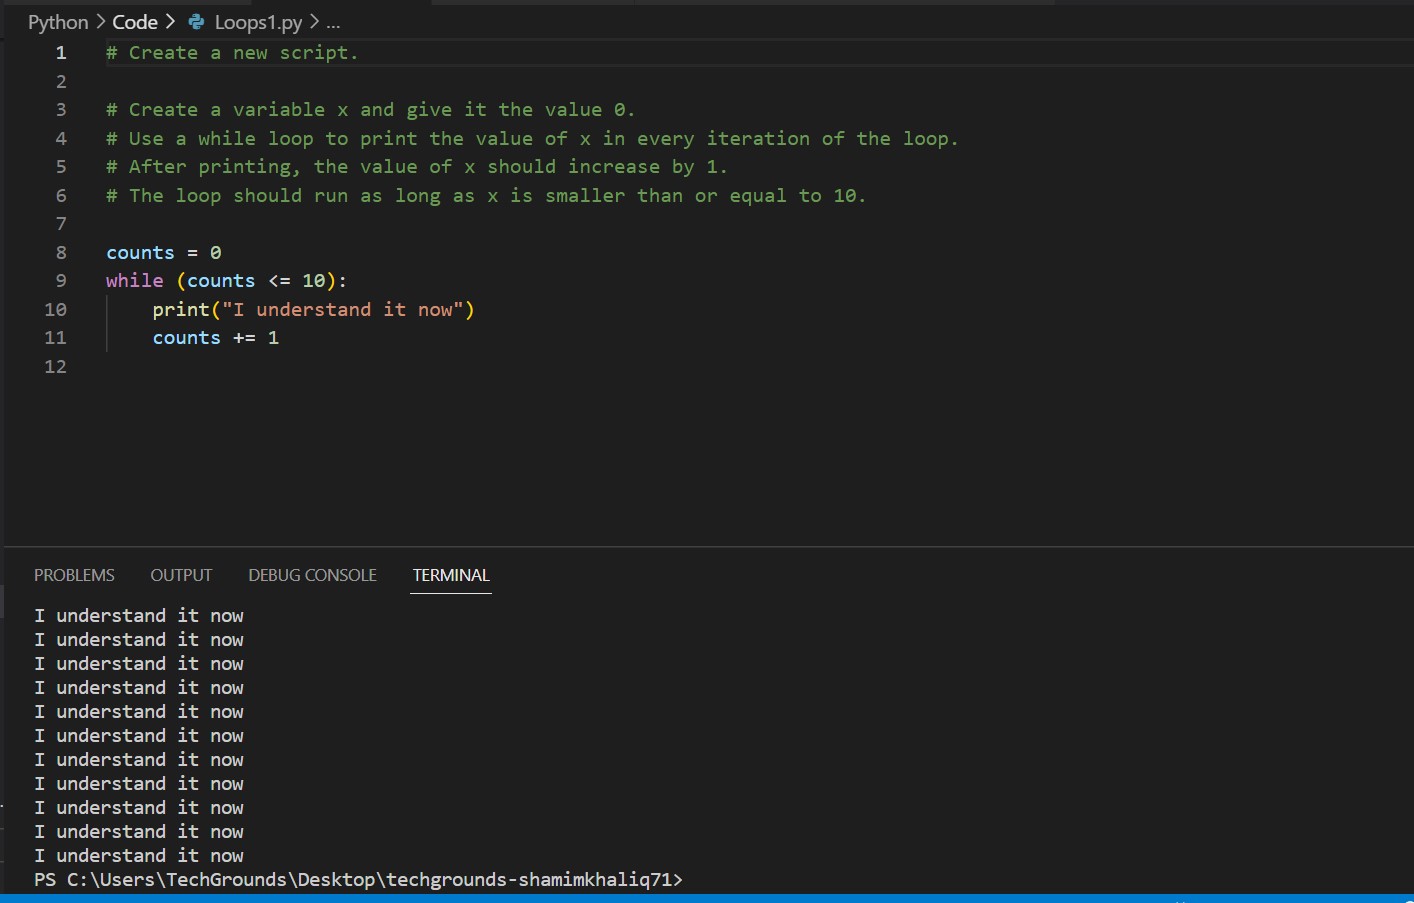 Python > Code > Loops1.py > ...
1 # Create a new script.
2
3 # Create a variable x and give it the value 0.
4 # Use a while loop to print the value of x in every iteration of the loop.
5 # After printing, the value of x should increase by 1.
6 # The loop should run as long as x is smaller than or equal to 10.
7
8 counts = 0
9 while (counts <= 10):
10     print("I understand it now")
11     counts += 1
12
PROBLEMS OUTPUT DEBUG CONSOLE TERMINAL
I understand it now
I understand it now
I understand it now
I understand it now
I understand it now
I understand it now
I understand it now
I understand it now
I understand it now
I understand it now
I understand it now
PS C:\Users\TechGrounds\Desktop\techgrounds-shamimkhaliq71>